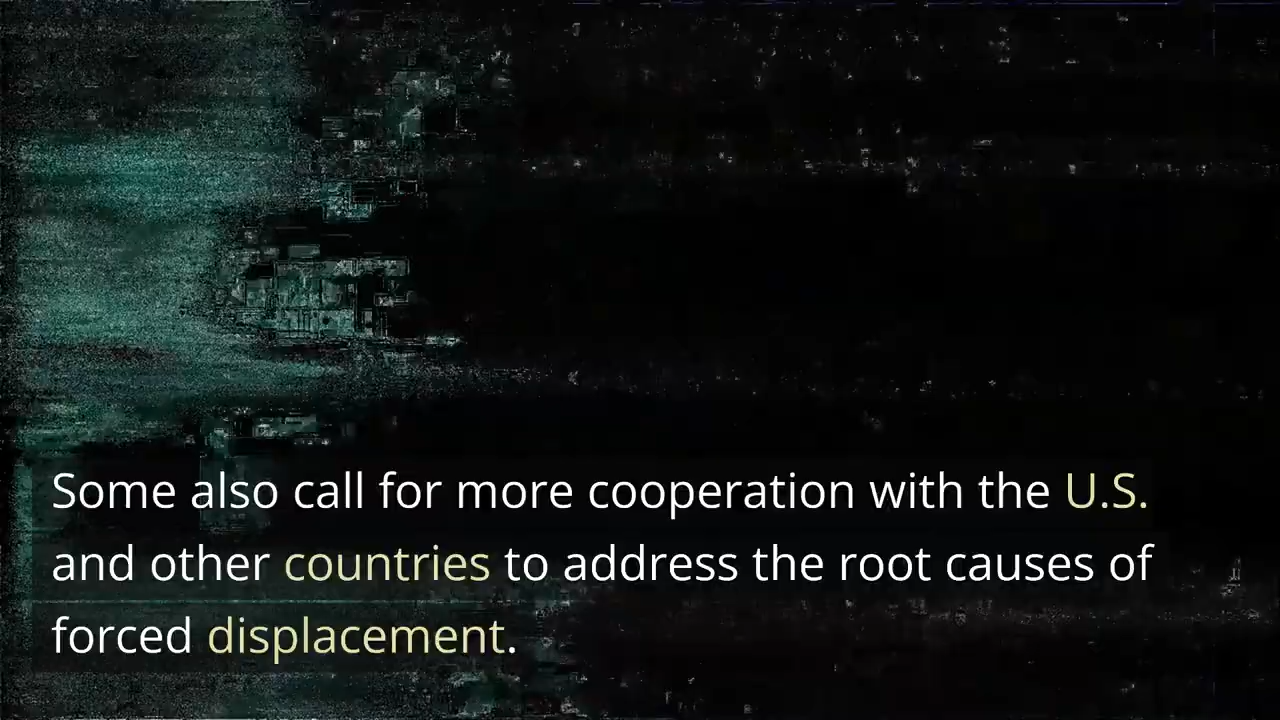 Some also call for more cooperation with the U.S.
and other countries to address the root causes of
forced displacement.